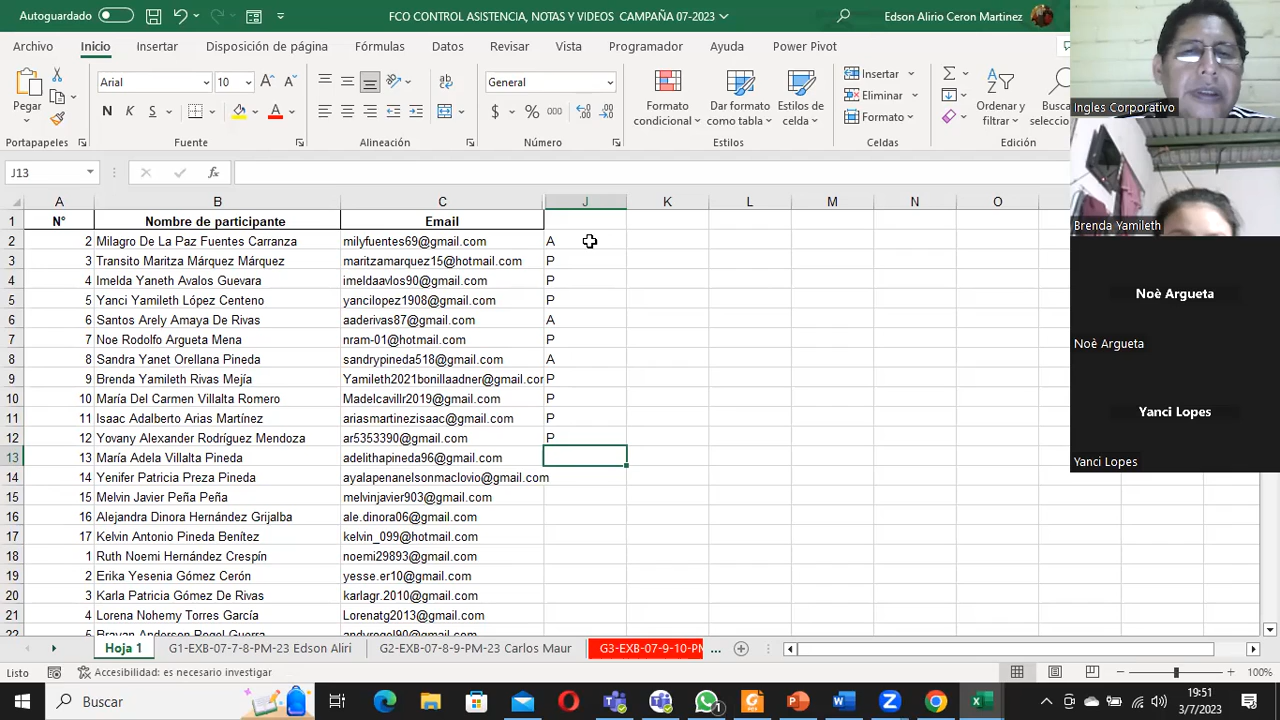 Autoguardado
FCO CONTROL ASISTENCIA, NOTAS Y VIDEOS CAMPAÑA 07-2023
Edson Alirio Ceron Martinez
Archivo Inicio Insertar Disposición de página Fórmulas Datos Revisar Vista Programador Ayuda Power Pivot
Pegar
Arial 10
N K S
General
% 000
Formato condicional
Dar formato como tabla
Estilos de celda
Insertar
Eliminar
Formato
Ordenar y filtrar
Portapapeles Fuente Alineación Número Estilos Celdas Edición
J13
A B C J K L M N O
1 N° Nombre de participante Email
2 2 Milagro De La Paz Fuentes Carranza milyfuentes69@gmail.com A
3 3 Transito Maritza Márquez Márquez maritzamarquez15@hotmail.com P
4 4 Imelda Yaneth Avalos Guevara imeldaavlos90@gmail.com P
5 5 Yanci Yamileth López Centeno yancilopez1908@gmail.com P
6 6 Santos Arely Amaya De Rivas aaderivas87@gmail.com A
7 7 Noe Rodolfo Argueta Mena nram-01@hotmail.com P
8 8 Sandra Yanet Orellana Pineda sandrypineda518@gmail.com A
9 9 Brenda Yamileth Rivas Mejía Yamileth2021bonillaadner@gmail.com P
10 10 María Del Carmen Villalta Romero Madelcavillr2019@gmail.com P
11 11 Isaac Adalberto Arias Martínez ariasmartinezisaac@gmail.com P
12 12 Yovany Alexander Rodríguez Mendoza ar5353390@gmail.com P
13 13 María Adela Villalta Pineda adelithapineda96@gmail.com
14 14 Yenifer Patricia Preza Pineda ayalapenanelsonmaclovio@gmail.com
15 15 Melvin Javier Peña Peña melvinjavier903@gmail.com
16 16 Alejandra Dinora Hernández Grijalba ale.dinora06@gmail.com
17 17 Kelvin Antonio Pineda Benítez kelvin_099@hotmail.com
18 1 Ruth Noemi Hernández Crespín noemi29893@gmail.com
19 2 Erika Yesenia Gómez Cerón yesse.er10@gmail.com
20 3 Karla Patricia Gómez De Rivas karlagr.2010@gmail.com
21 4 Lorena Nohemy Torres García Lorenatg2013@gmail.com
22
Hoja 1 G1-EXB-07-7-8-PM-23 Edson Aliri G2-EXB-07-8-9-PM-23 Carlos Maur G3-EXB-07-9-10-PM ...
Listo Accesibilidad: es necesario investigar 100%
Buscar
19:51
3/7/2023
Ingles Corporativo
Brenda Yamileth
Noè Argueta
Noè Argueta
Yanci Lopes
Yanci Lopes